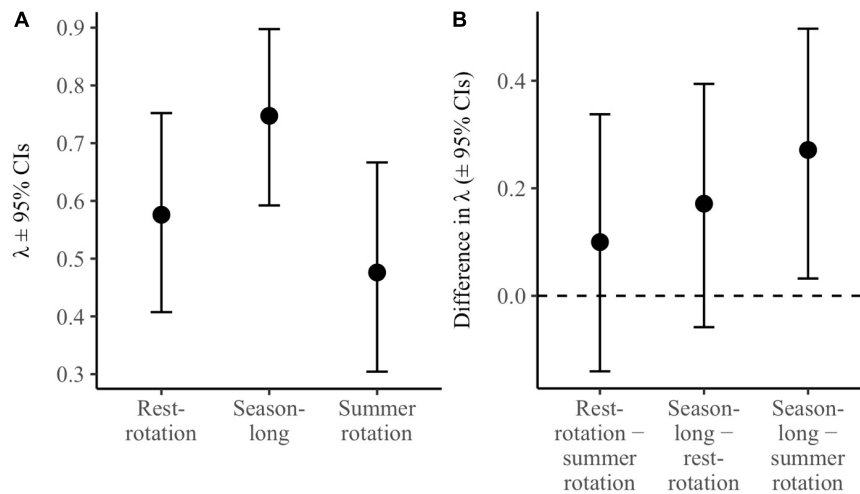 A
λ ± 95% CIs
0.9
0.8
0.7
0.6
0.5
0.4
0.3
Rest-
rotation
Season-
long
Summer
rotation
B
Difference in λ (± 95% CIs)
0.4
0.2
0.0
Rest-
rotation −
summer
rotation
Season-
long −
rest-
rotation
Season-
long −
summer
rotation